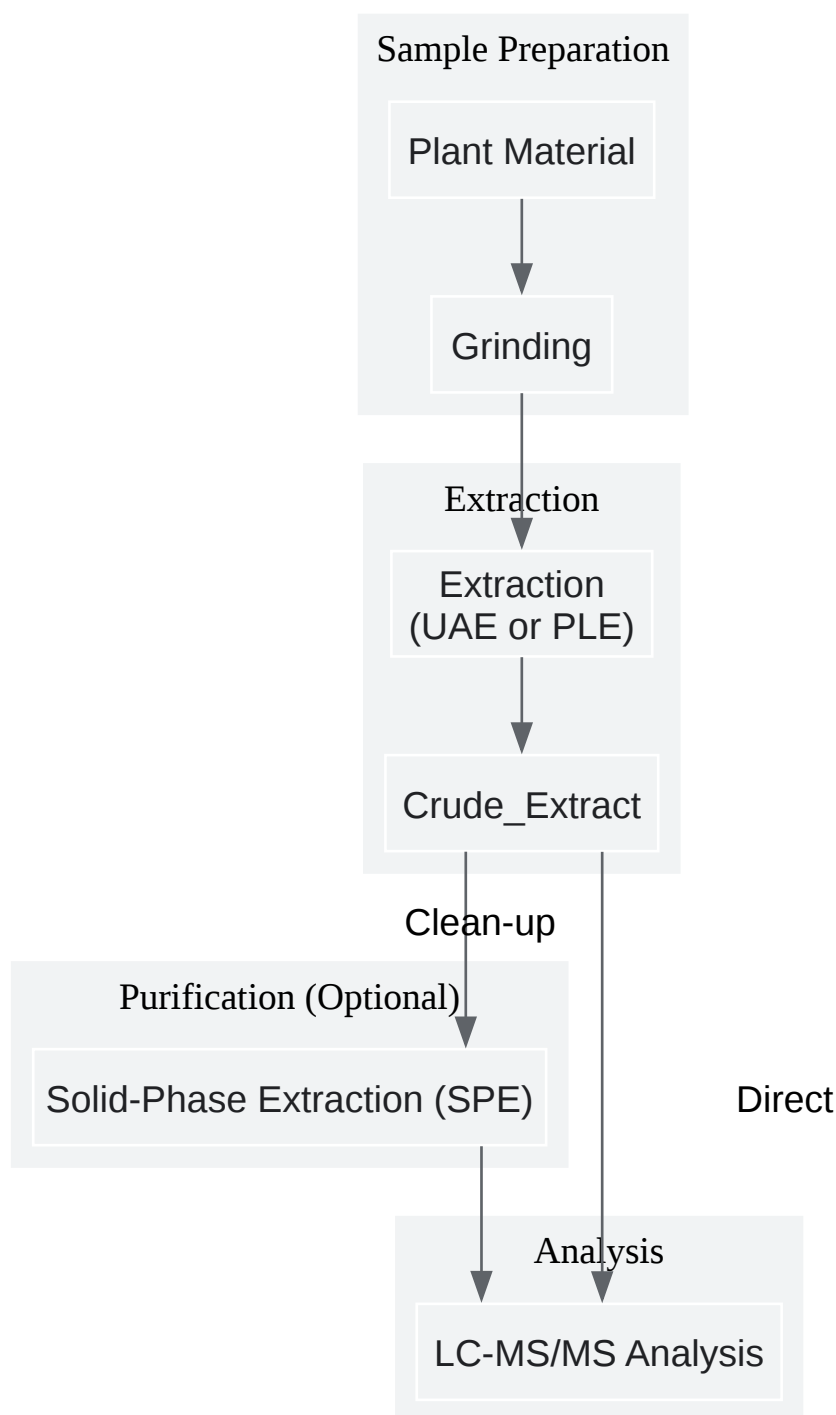 Sample Preparation
Plant Material
Grinding
Extraction
Extraction
(UAE or PLE)
Crude_Extract
Clean-up
Purification (Optional)
Solid-Phase Extraction (SPE)
Direct
Analysis
LC-MS/MS Analysis